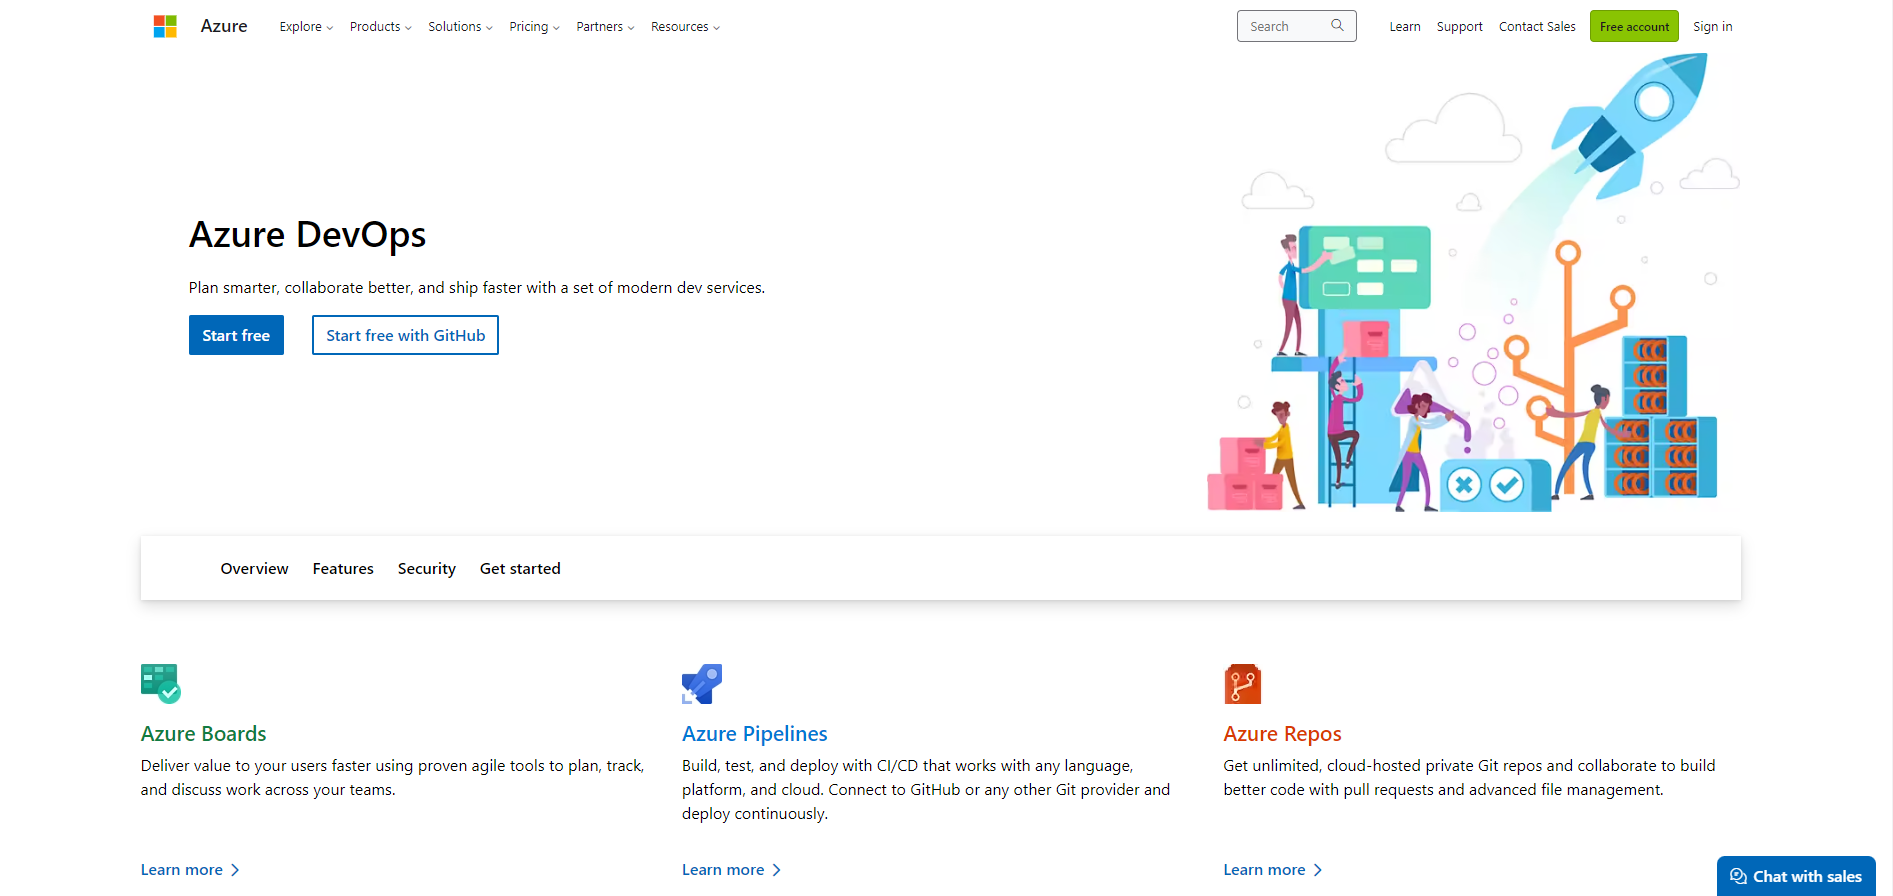 Azure
Explore Products Solutions Pricing Partners Resources
Search
Learn Support Contact Sales Free account Sign in
Azure DevOps
Plan smarter, collaborate better, and ship faster with a set of modern dev services.
Start free Start free with GitHub
Overview Features Security Get started
Azure Boards
Deliver value to your users faster using proven agile tools to plan, track,
and discuss work across your teams.
Learn more
Azure Pipelines
Build, test, and deploy with CI/CD that works with any language,
platform, and cloud. Connect to GitHub or any other Git provider and
deploy continuously.
Learn more
Azure Repos
Get unlimited, cloud-hosted private Git repos and collaborate to build
better code with pull requests and advanced file management.
Learn more
Chat with sales